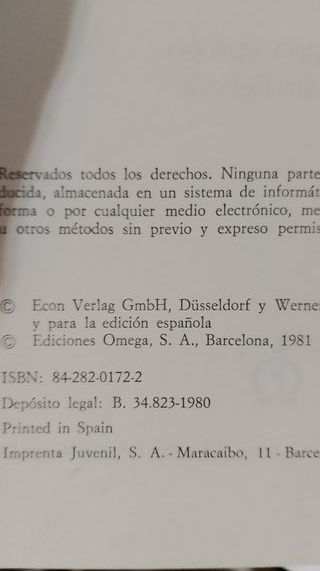 Reservados todos los derechos. Ninguna parte
ducida, almacenada en un sistema de informát
forma o por cualquier medio electrónico, me
u otros métodos sin previo y expreso permis
© Econ Verlag GmbH, Düsseldorf y Werne
y para la edición española
© Ediciones Omega, S. A., Barcelona, 1981
ISBN: 84-282-0172-2
Depósito legal: B. 34.823-1980
Printed in Spain
Imprenta Juvenil, S. A. - Maracaibo, 11 - Barce